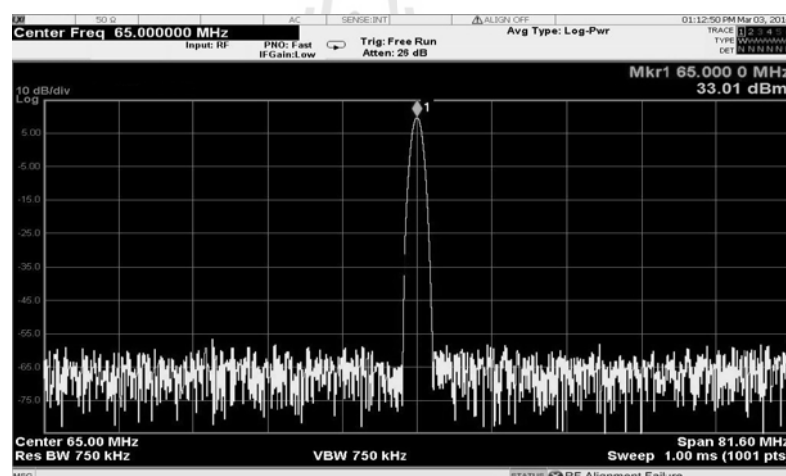 50 Ω AC SENSE:INT ALIGN OFF 01:12:50 PM Mar 03, 201
Center Freq 65.000000 MHz Avg Type: Log-Pwr TRACE 1 2 3 4 5
Input: RF PNO: Fast Trig: Free Run TYPE
IFGain:Low Atten: 26 dB DET N N N N N
Mkr1 65.000 0 MHz
10 dB/div 33.01 dBm
Log
1
5.00
-5.00
-15.0
-25.0
-35.0
-45.0
-55.0
-65.0
-75.0
Center 65.00 MHz Span 81.60 MHz
Res BW 750 kHz VBW 750 kHz Sweep 1.00 ms (1001 pts
MSG STATUS RF Alignment Failure